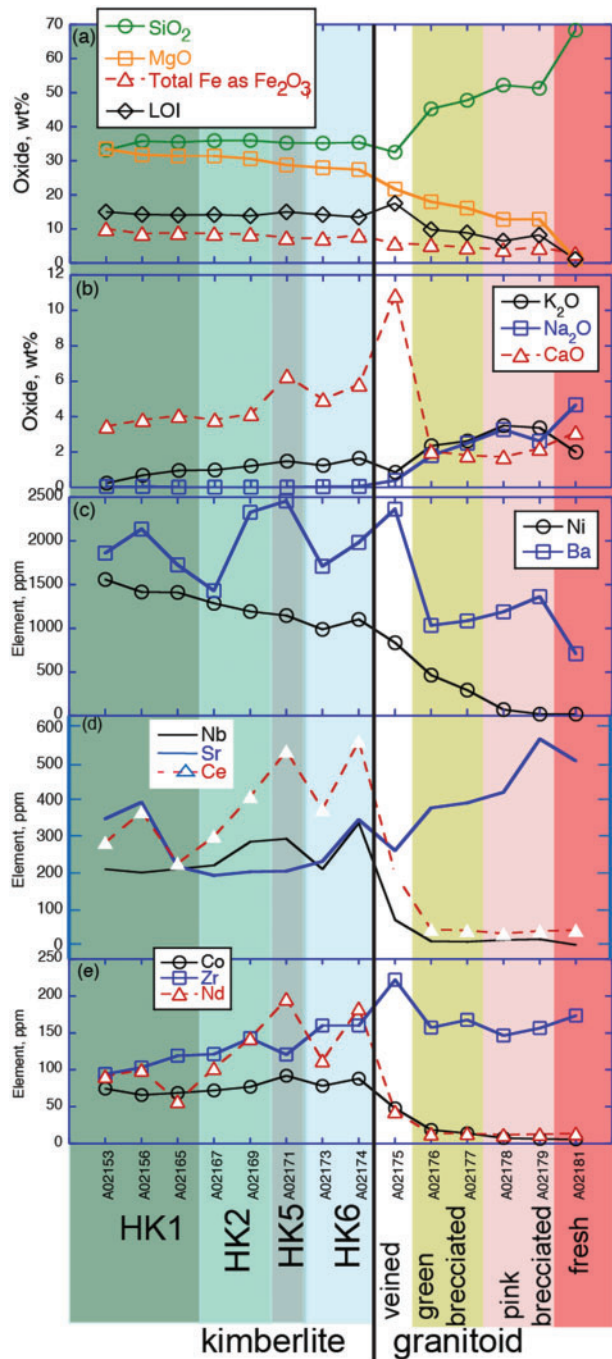 (a)
SiO2
MgO
Total Fe as Fe2O3
LOI
Oxide, wt%
70
60
50
40
30
20
10
0
(b)
K2O
Na2O
CaO
Oxide, wt%
12
10
8
6
4
2
0
(c)
Ni
Ba
Element, ppm
2500
2000
1500
1000
500
0
(d)
Nb
Sr
Ce
Element, ppm
600
500
400
300
200
100
0
(e)
Co
Zr
Nd
Element, ppm
250
200
150
100
50
0
A02153
A02156
A02165
A02167
A02169
A02171
A02173
A02174
A02175
A02176
A02177
A02178
A02179
A02181
HK1
HK2
HK5
HK6
veined
green
brecciated
pink
brecciated
fresh
kimberlite
granitoid